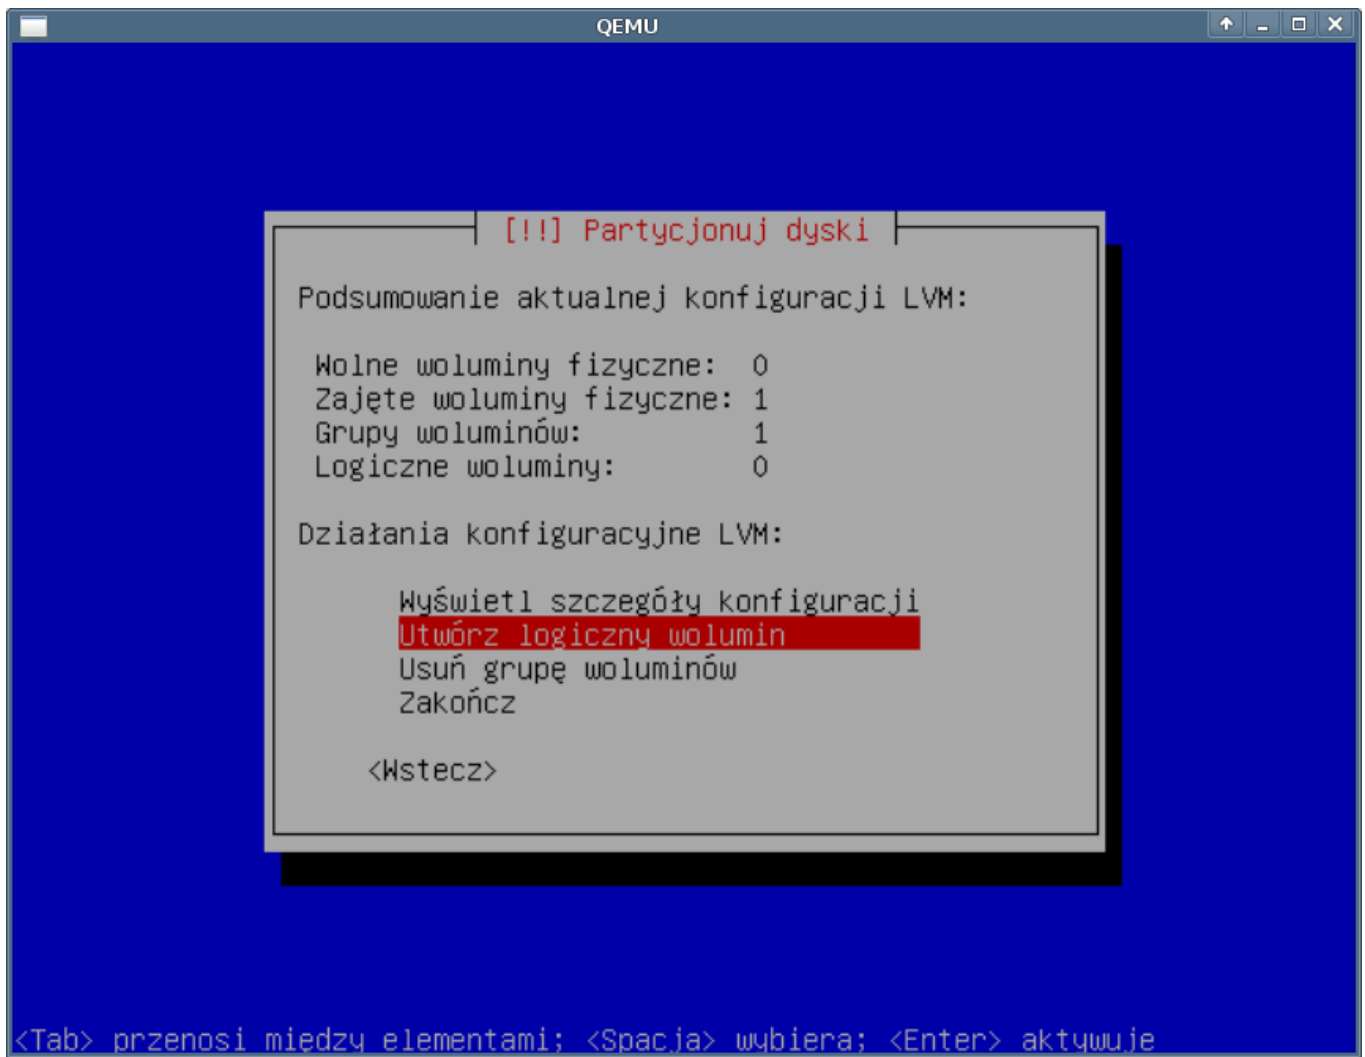 QEMU
[!!] Partycjonuj dyski
Podsumowanie aktualnej konfiguracji LVM:
Wolne woluminy fizyczne: 0
Zajęte woluminy fizyczne: 1
Grupy woluminów: 1
Logiczne woluminy: 0
Działania konfiguracyjne LVM:
Wyświetl szczegóły konfiguracji
Utwórz logiczny wolumin
Usuń grupę woluminów
Zakończ
<Wstecz>
<Tab> przenosi między elementami; <Spacja> wybiera; <Enter> aktywuje